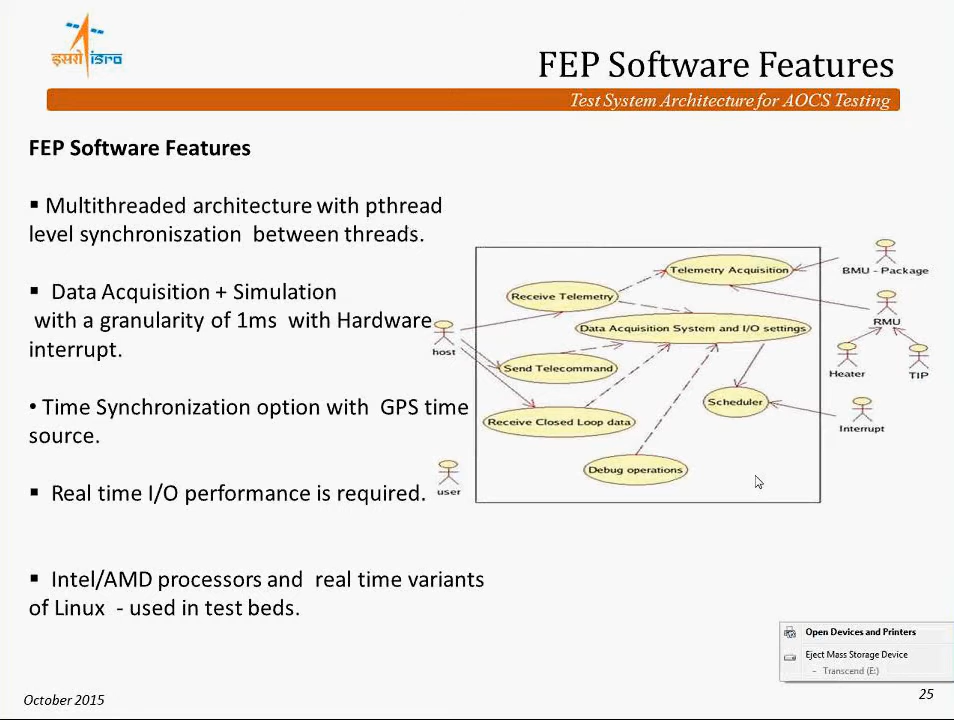 इसरो isro
FEP Software Features
Test System Architecture for AOCS Testing
FEP Software Features
▪ Multithreaded architecture with pthread
level synchroniszation between threads.
▪ Data Acquisition + Simulation
with a granularity of 1ms with Hardware
interrupt.
• Time Synchronization option with GPS time
source.
▪ Real time I/O performance is required.
▪ Intel/AMD processors and real time variants
of Linux - used in test beds.
Telemetry Acquisition
BMU - Package
Receive Telemetry
RMU
Data Acquisition System and I/O settings
host
Send Telecommand
Heater
TIP
Scheduler
Receive Closed Loop data
Interrupt
Debug operations
user
Open Devices and Printers
Eject Mass Storage Device
- Transcend (E:)
October 2015
25